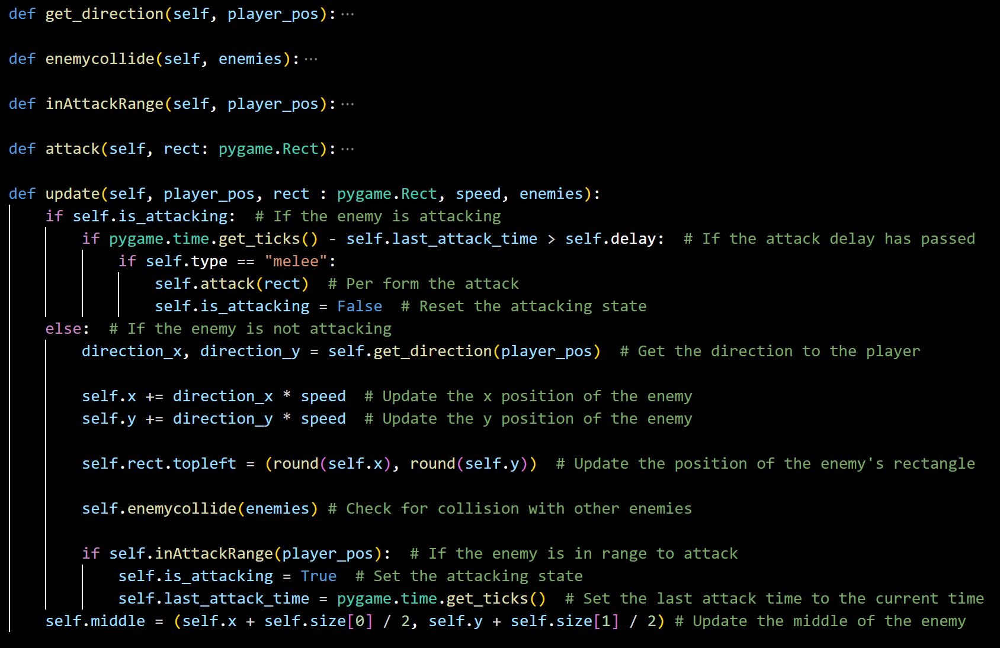 def get_direction(self, player_pos):···
def enemycollide(self, enemies):···
def inAttackRange(self, player_pos):···
def attack(self, rect: pygame.Rect):···
def update(self, player_pos, rect : pygame.Rect, speed, enemies):
    if self.is_attacking:  # If the enemy is attacking
        if pygame.time.get_ticks() - self.last_attack_time > self.delay:  # If the attack delay has passed
            if self.type == "melee":
                self.attack(rect)  # Per form the attack
                self.is_attacking = False  # Reset the attacking state
    else:  # If the enemy is not attacking
        direction_x, direction_y = self.get_direction(player_pos)  # Get the direction to the player
        self.x += direction_x * speed  # Update the x position of the enemy
        self.y += direction_y * speed  # Update the y position of the enemy
        self.rect.topleft = (round(self.x), round(self.y))  # Update the position of the enemy's rectangle
        self.enemycollide(enemies) # Check for collision with other enemies
        if self.inAttackRange(player_pos):  # If the enemy is in range to attack
            self.is_attacking = True  # Set the attacking state
            self.last_attack_time = pygame.time.get_ticks()  # Set the last attack time to the current time
    self.middle = (self.x + self.size[0] / 2, self.y + self.size[1] / 2) # Update the middle of the enemy